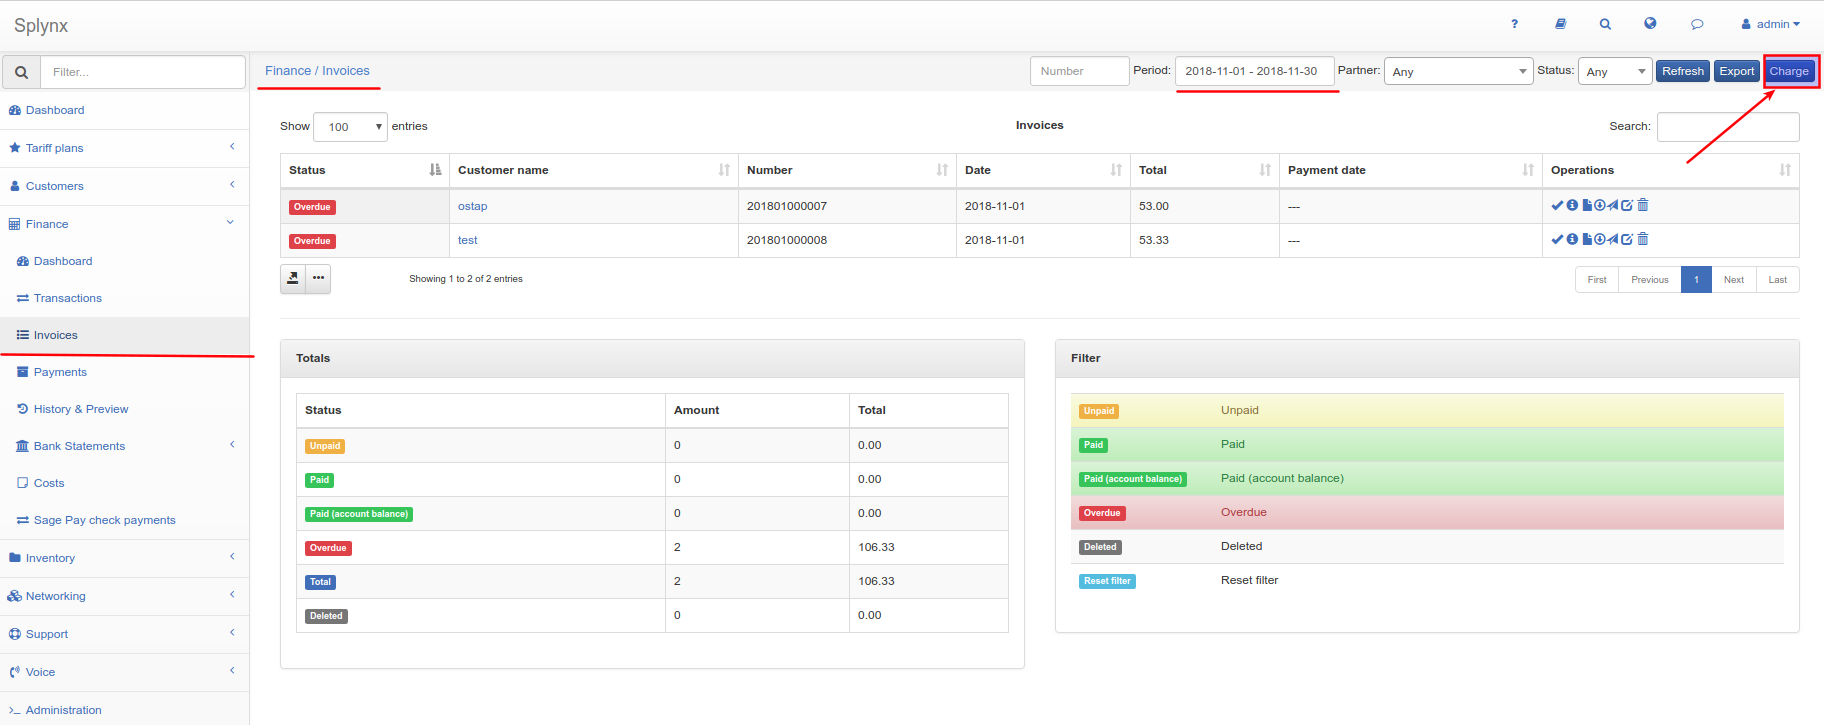 Splynx
? admin
Filter...
Finance / Invoices
Number Period: 2018-11-01 - 2018-11-30 Partner: Any Status: Any Refresh Export Charge
Dashboard
Tariff plans
Customers
Finance
Dashboard
Transactions
Invoices
Payments
History & Preview
Bank Statements
Costs
Sage Pay check payments
Inventory
Networking
Support
Voice
Administration
Show 100 entries
Invoices
Search:
Status Customer name Number Date Total Payment date Operations
Overdue ostap 201801000007 2018-11-01 53.00 ---
Overdue test 201801000008 2018-11-01 53.33 ---
Showing 1 to 2 of 2 entries
First Previous 1 Next Last
Totals
Status Amount Total
Unpaid 0 0.00
Paid 0 0.00
Paid (account balance) 0 0.00
Overdue 2 106.33
Total 2 106.33
Deleted 0 0.00
Filter
Unpaid Unpaid
Paid Paid
Paid (account balance) Paid (account balance)
Overdue Overdue
Deleted Deleted
Reset filter Reset filter